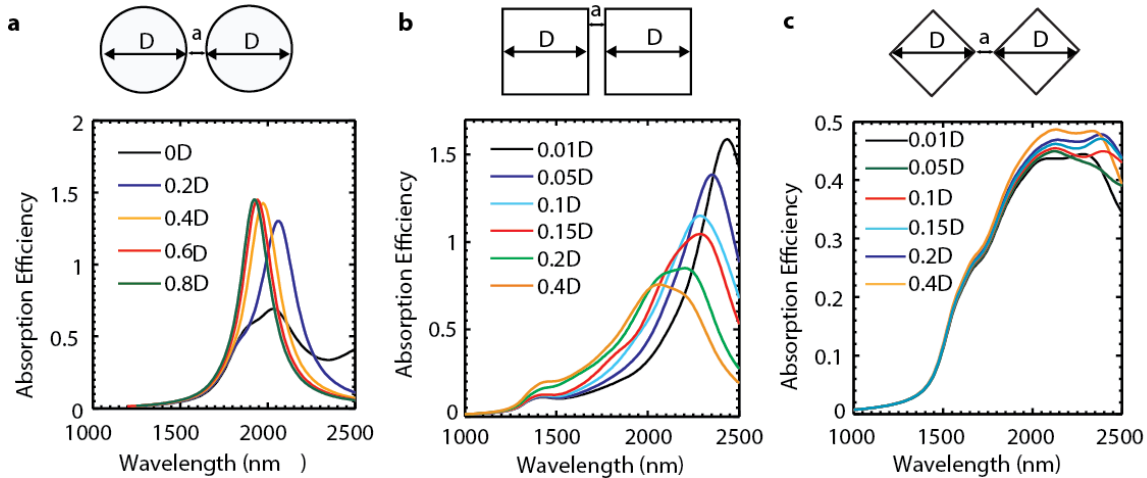 a
D
a
D
Absorption Efficiency
2
1.5
1
0.5
0
0D
0.2D
0.4D
0.6D
0.8D
1000 1500 2000 2500
Wavelength (nm )
b
D
a
D
Absorption Efficiency
1.5
1
0.5
0
0.01D
0.05D
0.1D
0.15D
0.2D
0.4D
1000 1500 2000 2500
Wavelength (nm)
c
D
a
D
Absorption Efficiency
0.5
0.4
0.3
0.2
0.1
0
0.01D
0.05D
0.1D
0.15D
0.2D
0.4D
1000 1500 2000 2500
Wavelength (nm)